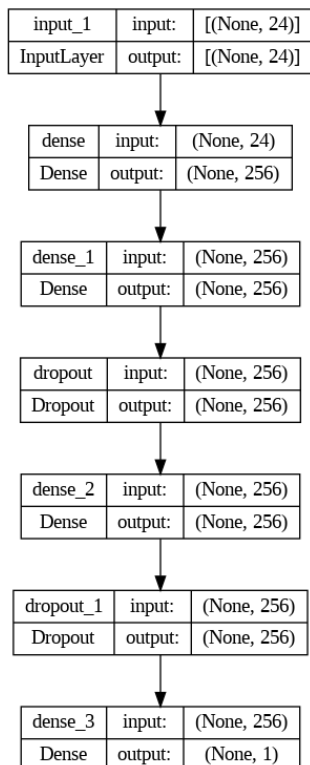 input_1 input: [(None, 24)]
InputLayer output: [(None, 24)]
dense input: (None, 24)
Dense output: (None, 256)
dense_1 input: (None, 256)
Dense output: (None, 256)
dropout input: (None, 256)
Dropout output: (None, 256)
dense_2 input: (None, 256)
Dense output: (None, 256)
dropout_1 input: (None, 256)
Dropout output: (None, 256)
dense_3 input: (None, 256)
Dense output: (None, 1)